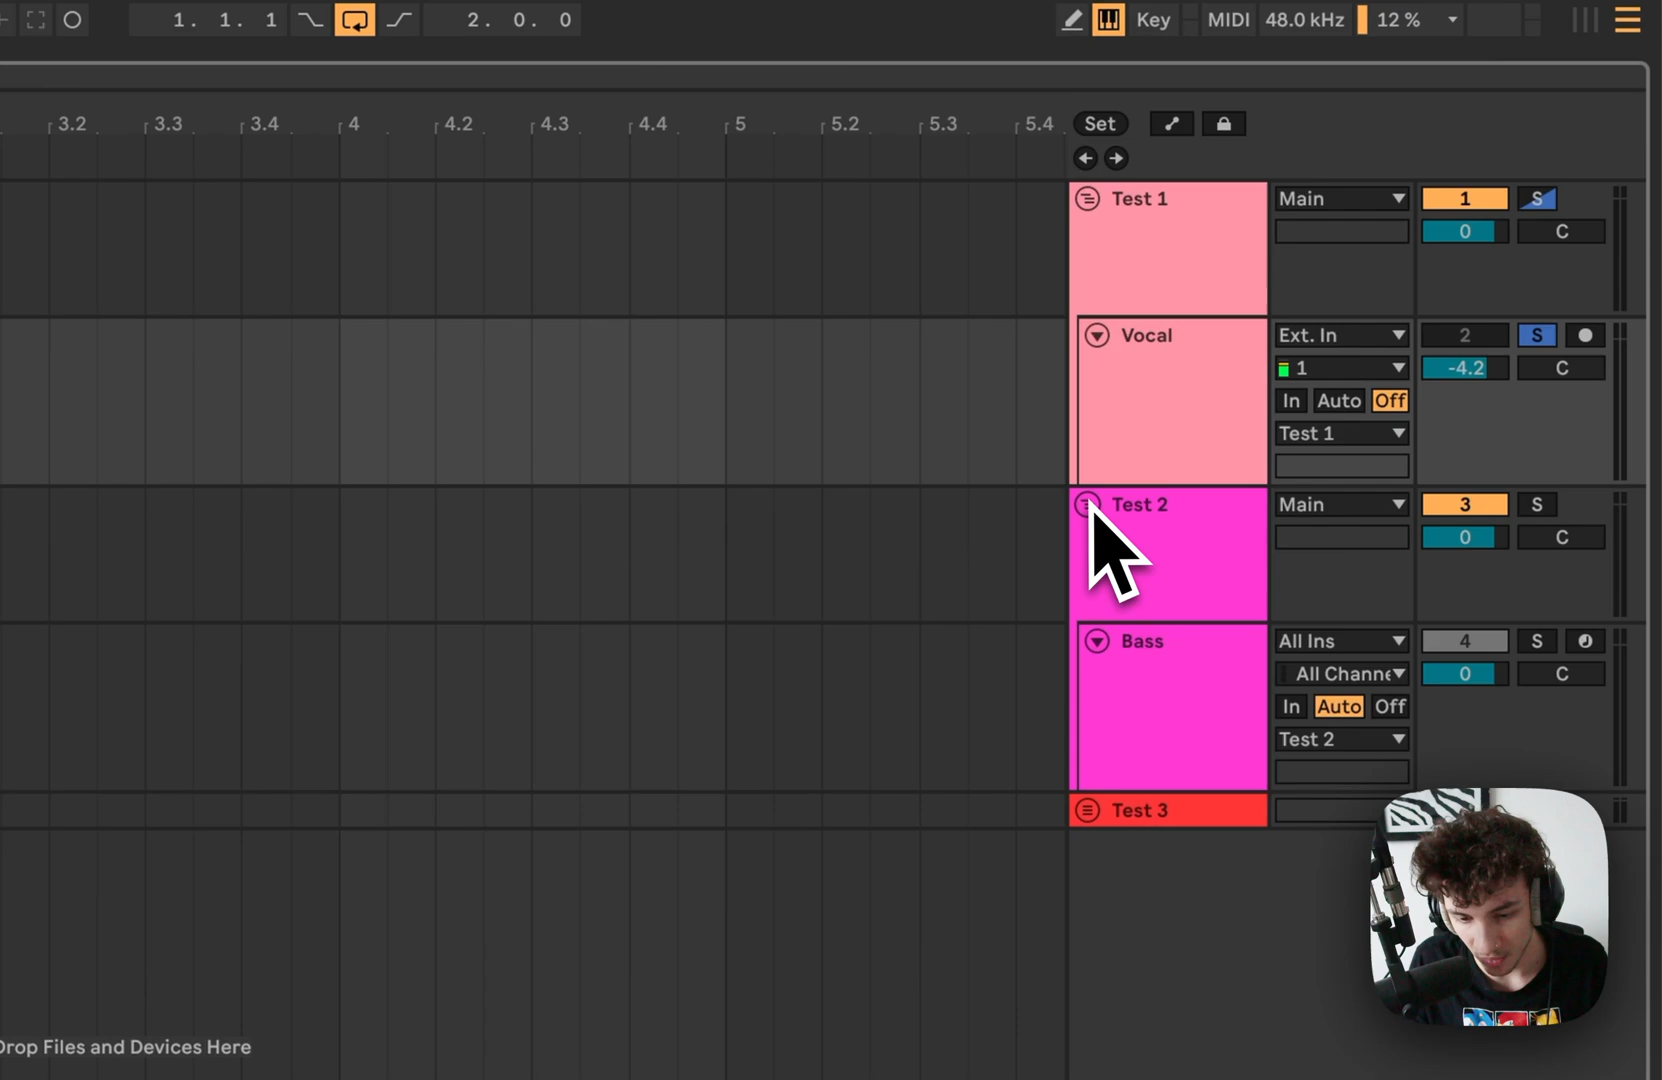 1. 1. 1
2. 0. 0
Key
MIDI
48.0 kHz
12 %
3.2
3.3
3.4
4
4.2
4.3
4.4
5
5.2
5.3
5.4
Set
Test 1
Main
1
S
0
C
Vocal
Ext. In
2
S
1
-4.2
C
In
Auto
Off
Test 1
Test 2
Main
3
S
0
C
Bass
All Ins
4
S
All Channe
0
C
In
Auto
Off
Test 2
Test 3
Drop Files and Devices Here